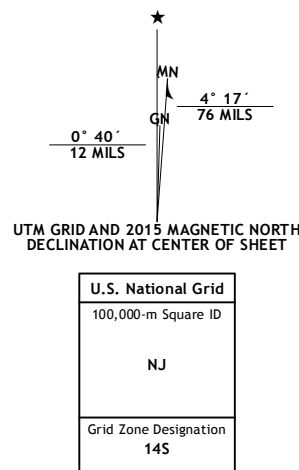 MN
4° 17´
76 MILS
GN
0° 40´
12 MILS
UTM GRID AND 2015 MAGNETIC NORTH
DECLINATION AT CENTER OF SHEET
U.S. National Grid
100,000-m Square ID
NJ
Grid Zone Designation
14S